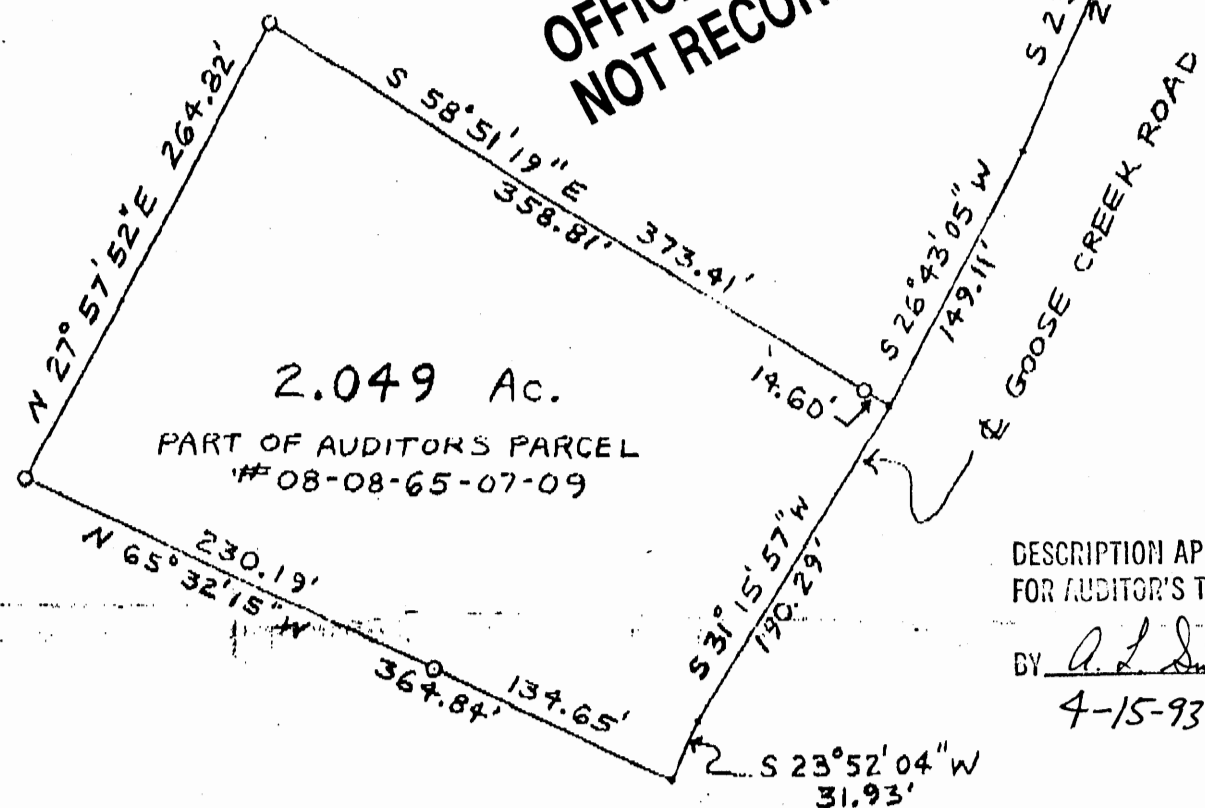 OFFIC
NOT RECOR
S 2
2
N 27° 57' 52" E 264.82'
S 58° 51' 19" E
358.81'
373.41'
14.60'
S 26° 43' 05" W
149.11'
℄ GOOSE CREEK ROAD
2.049 Ac.
PART OF AUDITORS PARCEL
# 08-08-65-07-09
S 31° 15' 57" W
190.29'
230.19'
N 65° 32' 15" W
364.84'
134.65'
S 23° 52' 04" W
31.93'
DESCRIPTION AP
FOR AUDITOR'S T
BY A. L.
4-15-93